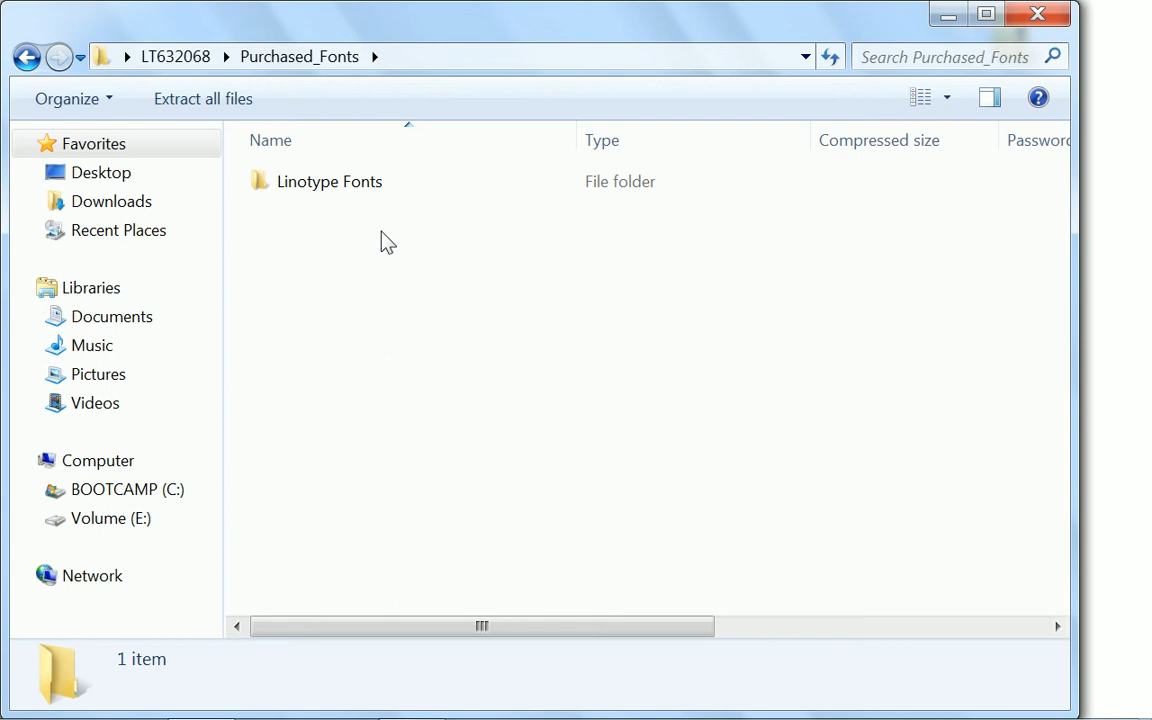 LT632068 Purchased_Fonts
Search Purchased_Fonts
Organize Extract all files
Name Type Compressed size Password
Linotype Fonts File folder
Favorites
Desktop
Downloads
Recent Places
Libraries
Documents
Music
Pictures
Videos
Computer
BOOTCAMP (C:)
Volume (E:)
Network
1 item